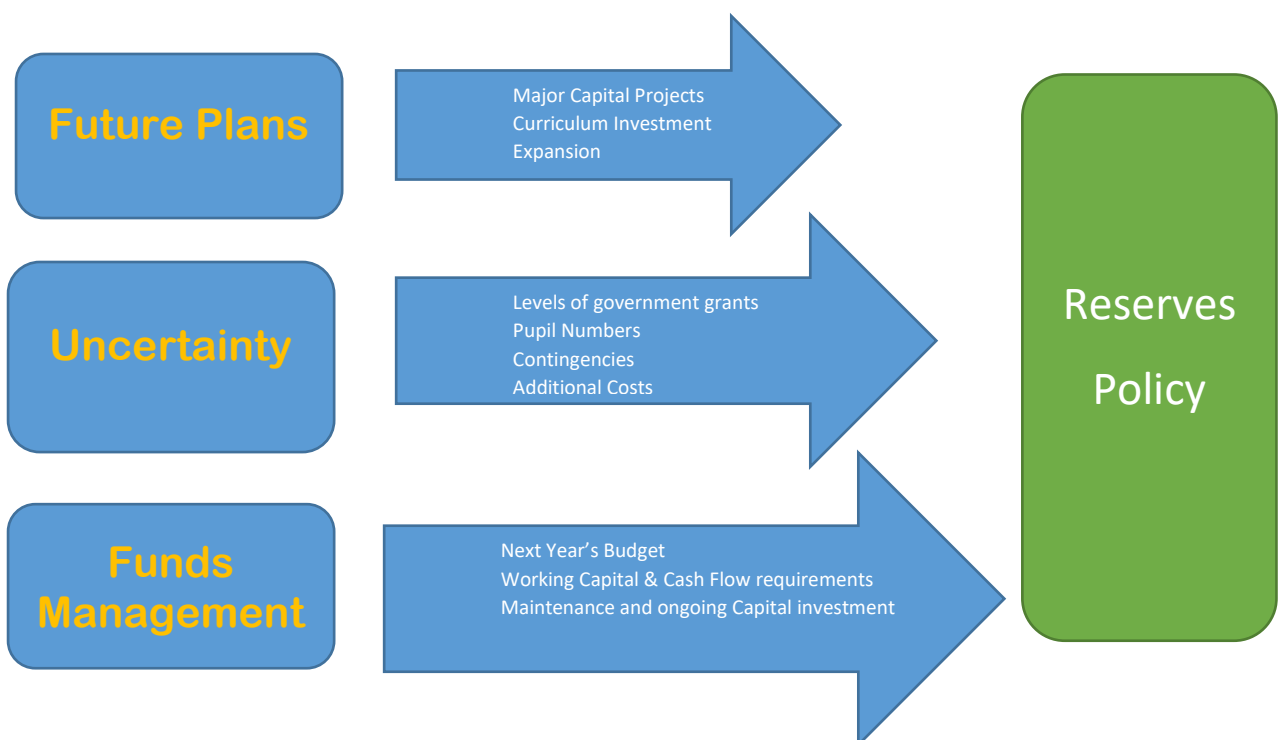 Future Plans
Major Capital Projects
Curriculum Investment
Expansion
Uncertainty
Levels of government grants
Pupil Numbers
Contingencies
Additional Costs
Funds
Management
Next Year’s Budget
Working Capital & Cash Flow requirements
Maintenance and ongoing Capital investment
Reserves
Policy